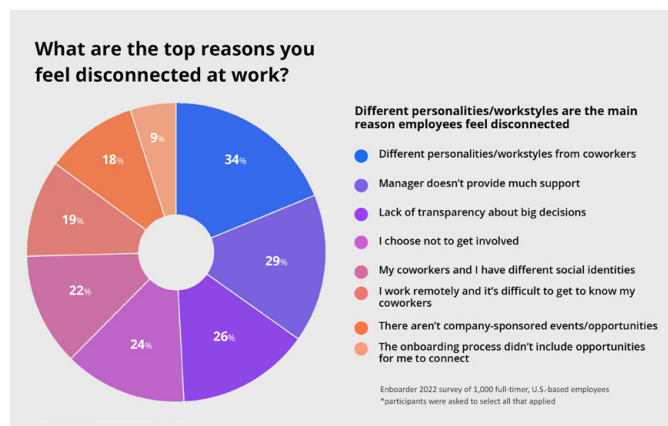 What are the top reasons you
feel disconnected at work?
9%
34%
18%
19%
29%
22%
26%
24%
Different personalities/workstyles are the main
reason employees feel disconnected
Different personalities/workstyles from coworkers
Manager doesn't provide much support
Lack of transparency about big decisions
I choose not to get involved
My coworkers and I have different social identities
I work remotely and it's difficult to get to know my
coworkers
There aren't company-sponsored events/opportunities
The onboarding process didn't include opportunities
for me to connect
Enboarder 2022 survey of 1,000 full-timer, U.S.-based employees
*participants were asked to select all that applied